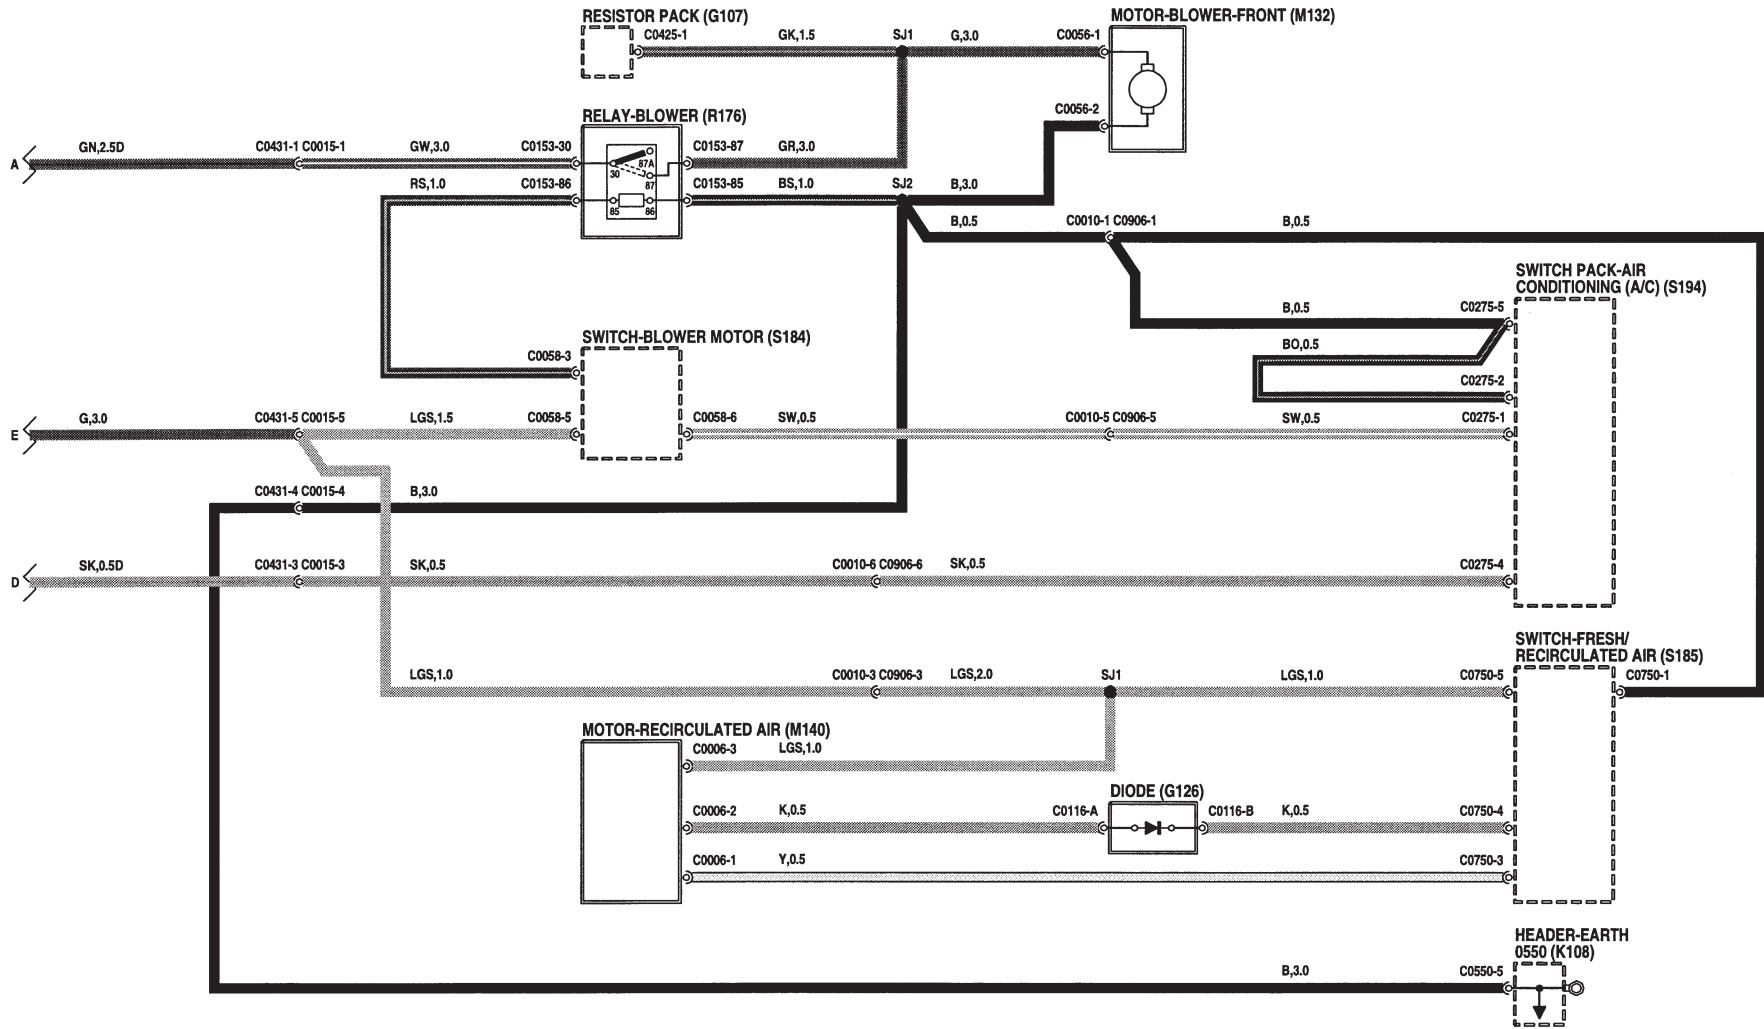 RESISTOR PACK (G107)
MOTOR-BLOWER-FRONT (M132)
C0425-1
GK,1.5
SJ1
G,3.0
C0056-1
C0056-2
RELAY-BLOWER (R176)
A
GN,2.5D
C0431-1 C0015-1
GW,3.0
C0153-30
C0153-87
GR,3.0
87A
30
87
RS,1.0
C0153-86
C0153-85
BS,1.0
SJ2
B,3.0
85
86
B,0.5
C0010-1 C0906-1
B,0.5
SWITCH PACK-AIR
CONDITIONING (A/C) (S194)
B,0.5
C0275-5
SWITCH-BLOWER MOTOR (S184)
BO,0.5
C0058-3
C0275-2
E
G,3.0
C0431-5 C0015-5
LGS,1.5
C0058-5
C0058-6
SW,0.5
C0010-5 C0906-5
SW,0.5
C0275-1
C0431-4 C0015-4
B,3.0
D
SK,0.5D
C0431-3 C0015-3
SK,0.5
C0010-6 C0906-6
SK,0.5
C0275-4
SWITCH-FRESH/
RECIRCULATED AIR (S185)
LGS,1.0
C0010-3 C0906-3
LGS,2.0
SJ1
LGS,1.0
C0750-5
C0750-1
MOTOR-RECIRCULATED AIR (M140)
C0006-3
LGS,1.0
DIODE (G126)
C0006-2
K,0.5
C0116-A
C0116-B
K,0.5
C0750-4
C0006-1
Y,0.5
C0750-3
HEADER-EARTH
0550 (K108)
B,3.0
C0550-5